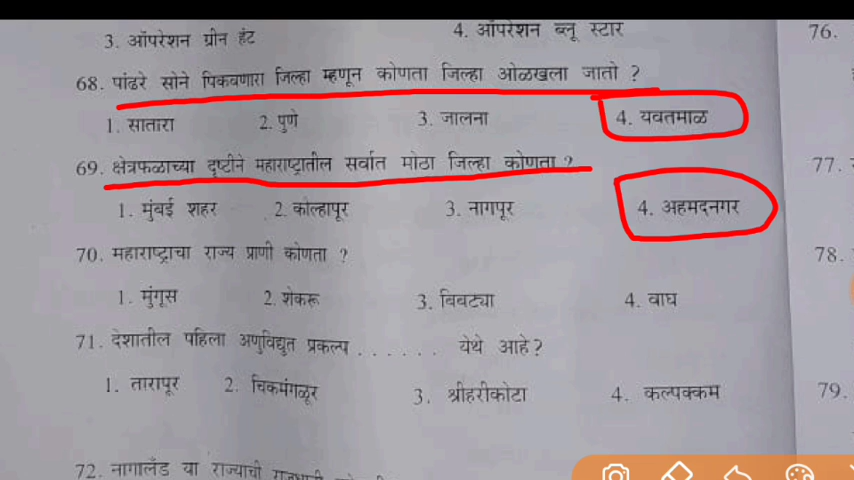 3. ऑपरेशन ग्रीन हंट 4. ऑपरेशन ब्लू स्टार 76.
68. पांढरे सोने पिकवणारा जिल्हा म्हणून कोणता जिल्हा ओळखला जातो ?
1. सातारा 2. पुणे 3. जालना 4. यवतमाळ
69. क्षेत्रफळाच्या दृष्टीने महाराष्ट्रातील सर्वात मोठा जिल्हा कोणता ? 77.
1. मुंबई शहर 2. कोल्हापूर 3. नागपूर 4. अहमदनगर
70. महाराष्ट्राचा राज्य प्राणी कोणता ? 78.
1. मुंगूस 2. शेकरू 3. बिबट्या 4. वाघ
71. देशातील पहिला अणुविद्युत प्रकल्प . . . . . . येथे आहे?
1. तारापूर 2. चिकमंगळूर 3. श्रीहरीकोटा 4. कल्पक्कम 79.
72. नागालँड या राज्याची